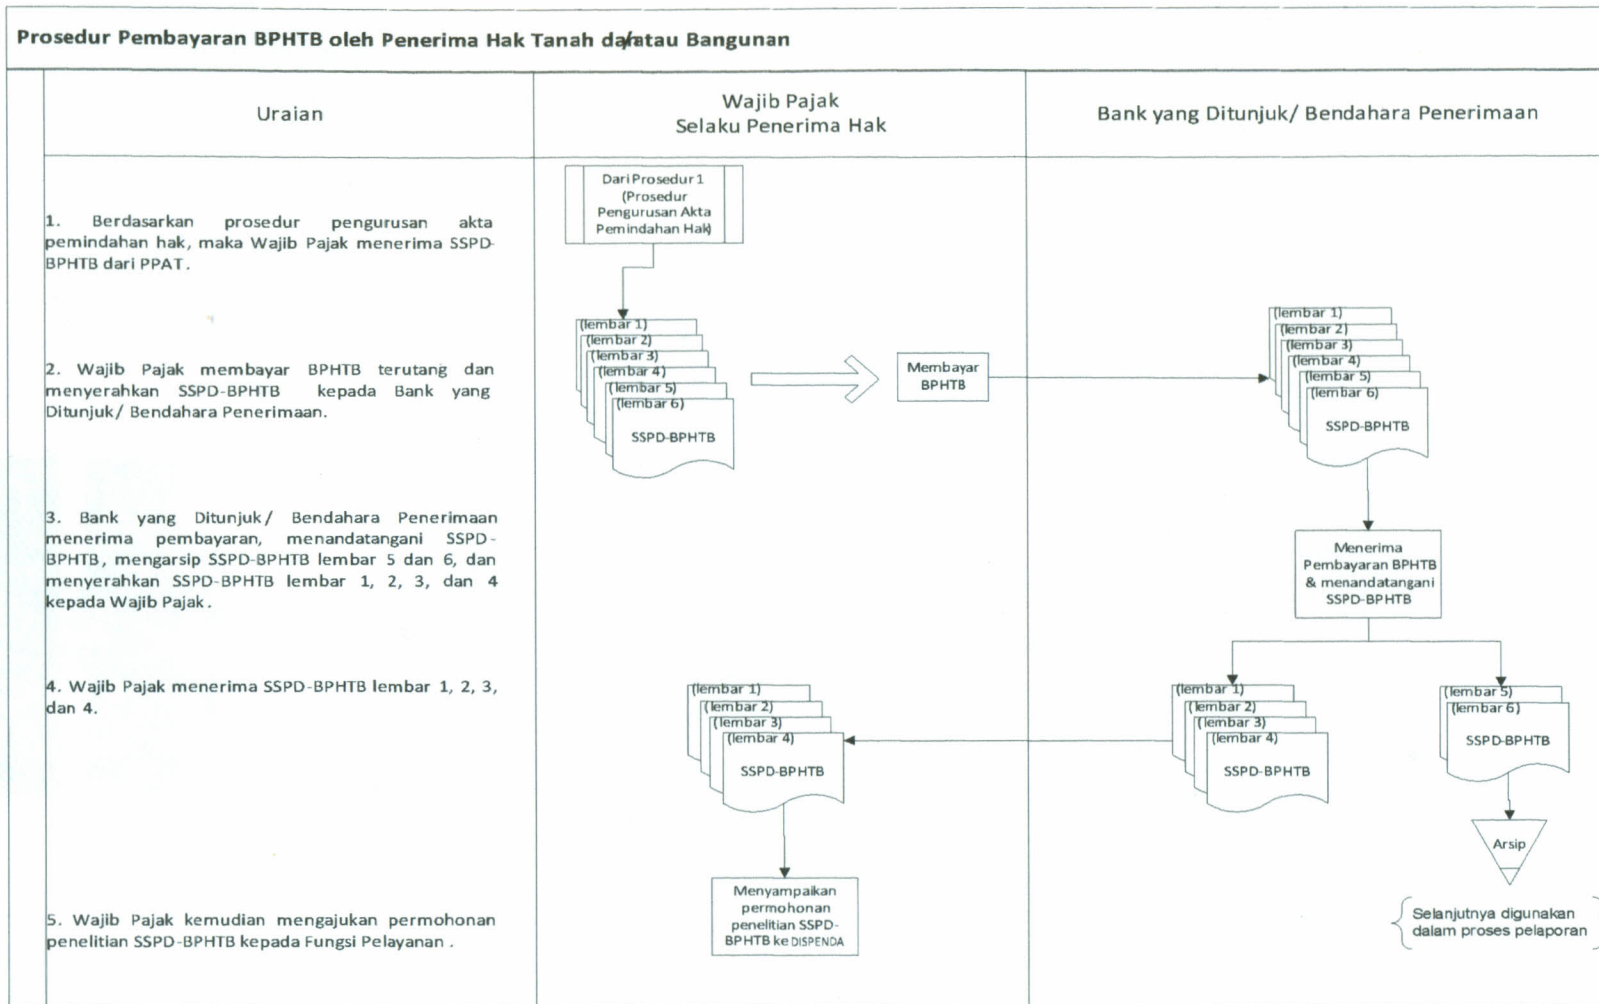 Prosedur Pembayaran BPHTB oleh Penerima Hak Tanah dan/atau Bangunan
Uraian
Wajib Pajak
Selaku Penerima Hak
Bank yang Ditunjuk/ Bendahara Penerimaan
1. Berdasarkan prosedur pengurusan akta
pemindahan hak, maka Wajib Pajak menerima SSPD-
BPHTB dari PPAT.
Dari Prosedur 1
(Prosedur
Pengurusan Akta
Pemindahan Hak)
2. Wajib Pajak membayar BPHTB terutang dan
menyerahkan SSPD-BPHTB kepada Bank yang
Ditunjuk/ Bendahara Penerimaan.
(lembar 1)
(lembar 2)
(lembar 3)
(lembar 4)
(lembar 5)
(lembar 6)
SSPD-BPHTB
Membayar
BPHTB
(lembar 1)
(lembar 2)
(lembar 3)
(lembar 4)
(lembar 5)
(lembar 6)
SSPD-BPHTB
3. Bank yang Ditunjuk/ Bendahara Penerimaan
menerima pembayaran, menandatangani SSPD-
BPHTB, mengarsip SSPD-BPHTB lembar 5 dan 6, dan
menyerahkan SSPD-BPHTB lembar 1, 2, 3, dan 4
kepada Wajib Pajak.
Menerima
Pembayaran BPHTB
& menandatangani
SSPD-BPHTB
4. Wajib Pajak menerima SSPD-BPHTB lembar 1, 2, 3,
dan 4.
(lembar 1)
(lembar 2)
(lembar 3)
(lembar 4)
SSPD-BPHTB
(lembar 1)
(lembar 2)
(lembar 3)
(lembar 4)
SSPD-BPHTB
(lembar 5)
(lembar 6)
SSPD-BPHTB
Arsip
5. Wajib Pajak kemudian mengajukan permohonan
penelitian SSPD-BPHTB kepada Fungsi Pelayanan .
Menyampaikan
permohonan
penelitian SSPD-
BPHTB ke DISPENDA
Selanjutnya digunakan
dalam proses pelaporan